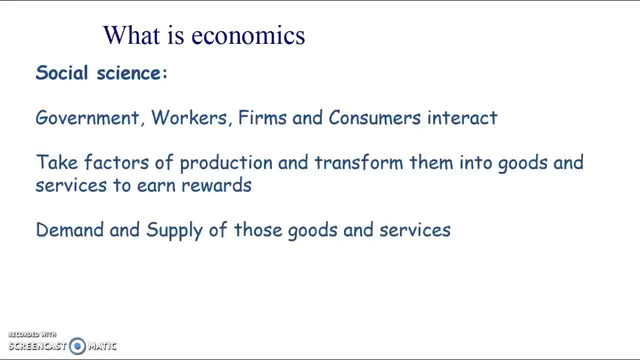 What is economics
Social science:
Government, Workers, Firms and Consumers interact
Take factors of production and transform them into goods and
services to earn rewards
Demand and Supply of those goods and services
RECORDED WITH
SCREENCAST MATIC